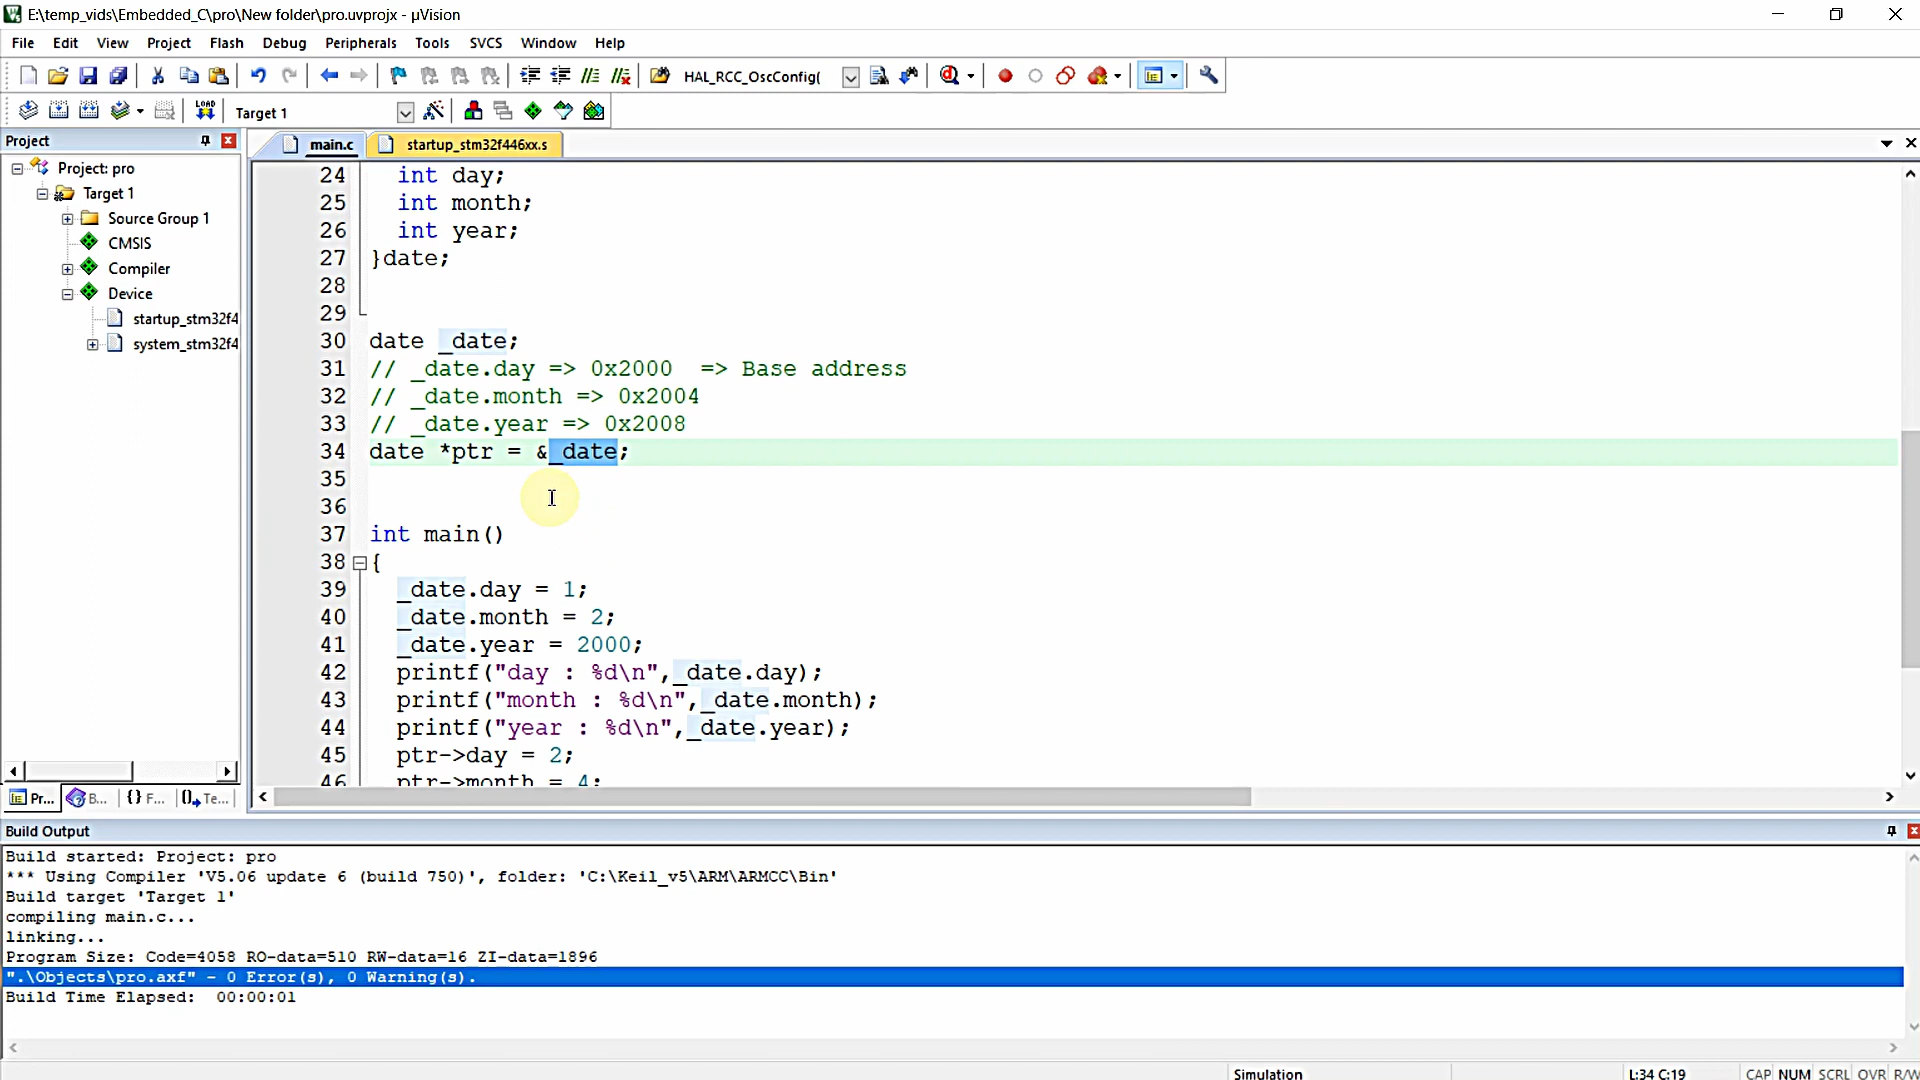 E:\temp_vids\Embedded_C\pro\New folder\pro.uvprojx - µVision
File Edit View Project Flash Debug Peripherals Tools SVCS Window Help
HAL_RCC_OscConfig(
LOAD Target 1
Project
main.c startup_stm32f446xx.s
Project: pro
Target 1
Source Group 1
CMSIS
Compiler
Device
startup_stm32f4
system_stm32f4
24 int day;
25 int month;
26 int year;
27 }date;
28
29
30 date _date;
31 // _date.day => 0x2000 => Base address
32 // _date.month => 0x2004
33 // _date.year => 0x2008
34 date *ptr = &_date;
35
36
37 int main()
38 {
39 _date.day = 1;
40 _date.month = 2;
41 _date.year = 2000;
42 printf("day : %d\n",_date.day);
43 printf("month : %d\n",_date.month);
44 printf("year : %d\n",_date.year);
45 ptr->day = 2;
46 ptr->month = 4;
Pr... B... {} F... Te...
Build Output
Build started: Project: pro
*** Using Compiler 'V5.06 update 6 (build 750)', folder: 'C:\Keil_v5\ARM\ARMCC\Bin'
Build target 'Target 1'
compiling main.c...
linking...
Program Size: Code=4058 RO-data=510 RW-data=16 ZI-data=1896
".\Objects\pro.axf" - 0 Error(s), 0 Warning(s).
Build Time Elapsed: 00:00:01
Simulation L:34 C:19 CAP NUM SCRL OVR R/W